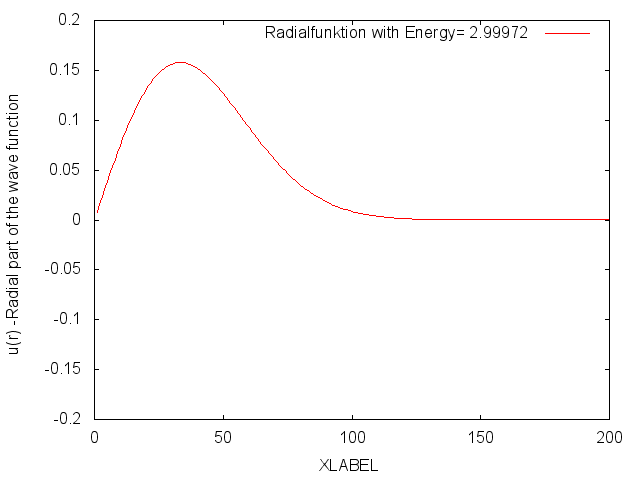 Radialfunktion with Energy= 2.99972
0.2
0.15
0.1
0.05
0
-0.05
-0.1
-0.15
-0.2
u(r) -Radial part of the wave function
0 50 100 150 200
XLABEL